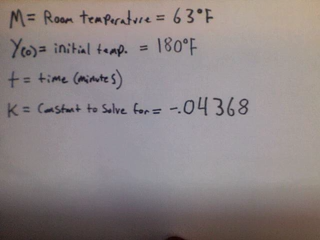 M= Room temperature = 63°F
Y(0)= initial temp. = 180°F
t = time (minutes)
K = Constant to Solve for = -.04368